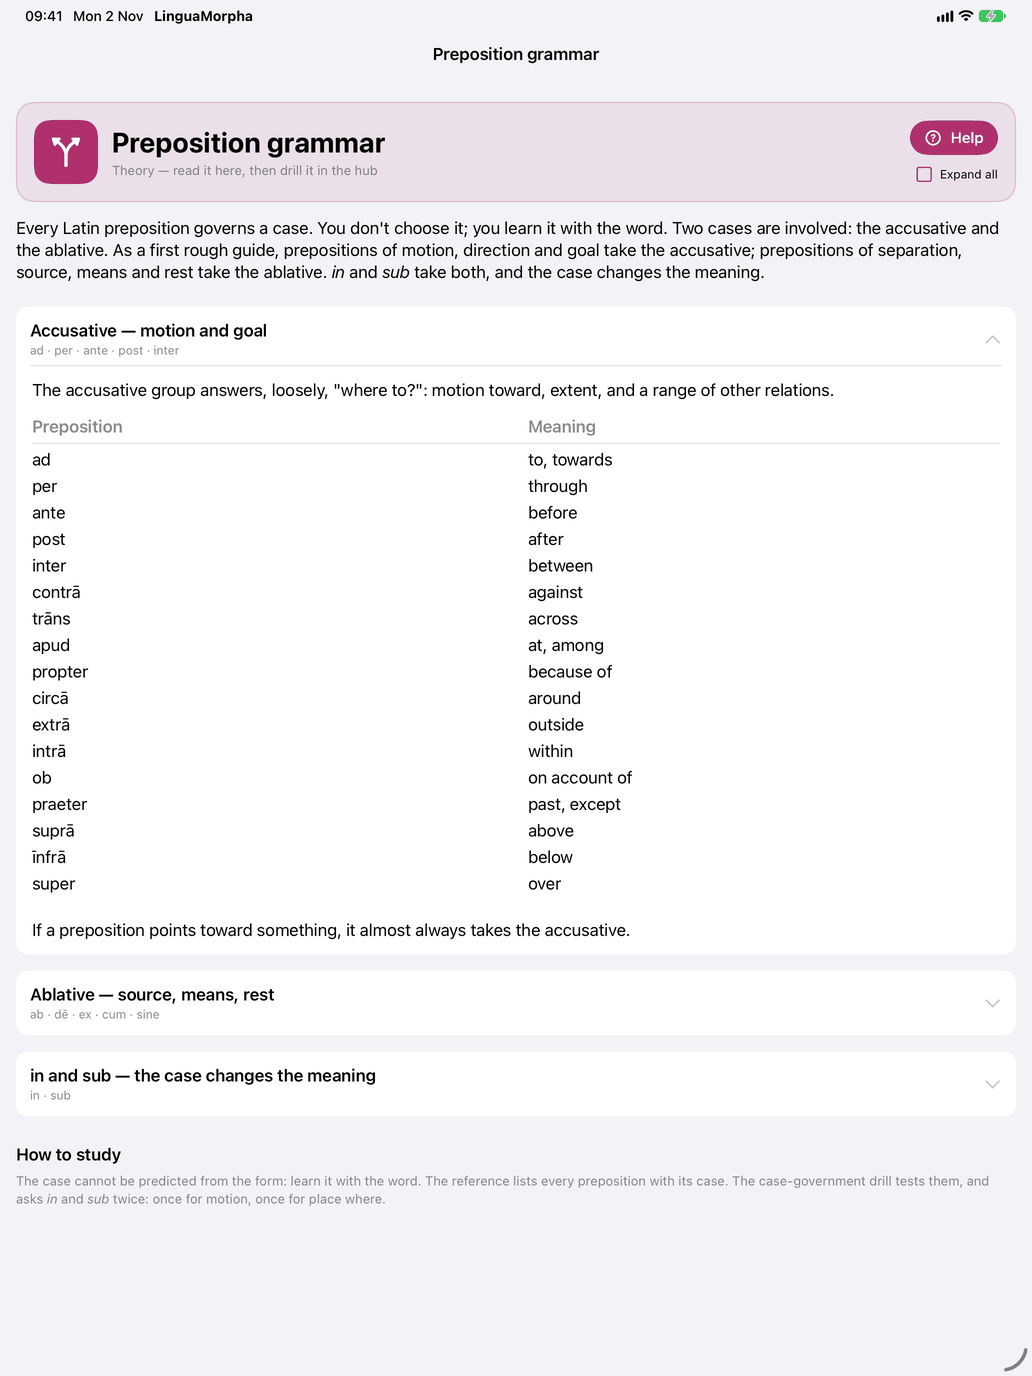 09:41 Mon 2 Nov LinguaMorpha
Preposition grammar
Preposition grammar
Theory — read it here, then drill it in the hub
Help
Expand all
Every Latin preposition governs a case. You don't choose it; you learn it with the word. Two cases are involved: the accusative and
the ablative. As a first rough guide, prepositions of motion, direction and goal take the accusative; prepositions of separation,
source, means and rest take the ablative. in and sub take both, and the case changes the meaning.
Accusative — motion and goal
ad · per · ante · post · inter
The accusative group answers, loosely, "where to?": motion toward, extent, and a range of other relations.
Preposition Meaning
ad to, towards
per through
ante before
post after
inter between
contrā against
trāns across
apud at, among
propter because of
circā around
extrā outside
intrā within
ob on account of
praeter past, except
suprā above
īnfrā below
super over
If a preposition points toward something, it almost always takes the accusative.
Ablative — source, means, rest
ab · dē · ex · cum · sine
in and sub — the case changes the meaning
in · sub
How to study
The case cannot be predicted from the form: learn it with the word. The reference lists every preposition with its case. The case-government drill tests them, and
asks in and sub twice: once for motion, once for place where.